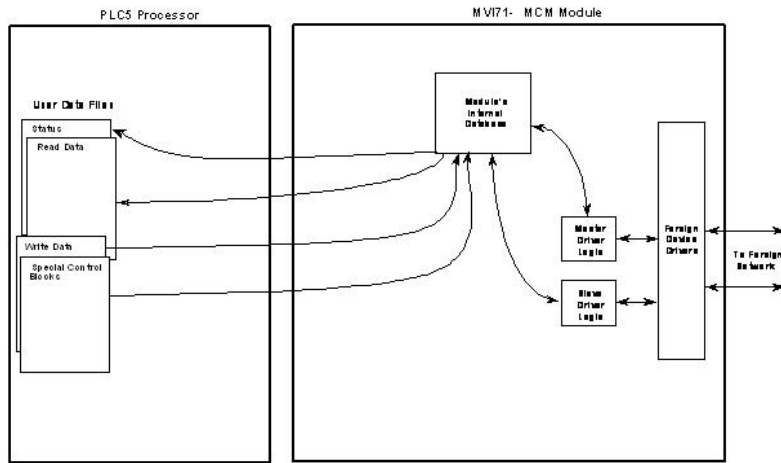 PLC5 Processor
MVI71- MCM Module
User Data Files
Status
Read Data
Write Data
Special Control
Blocks
Module's
Internal
Database
Master
Driver
Logic
Slave
Driver
Logic
Foreign
Device
Drivers
To Foreign
Network